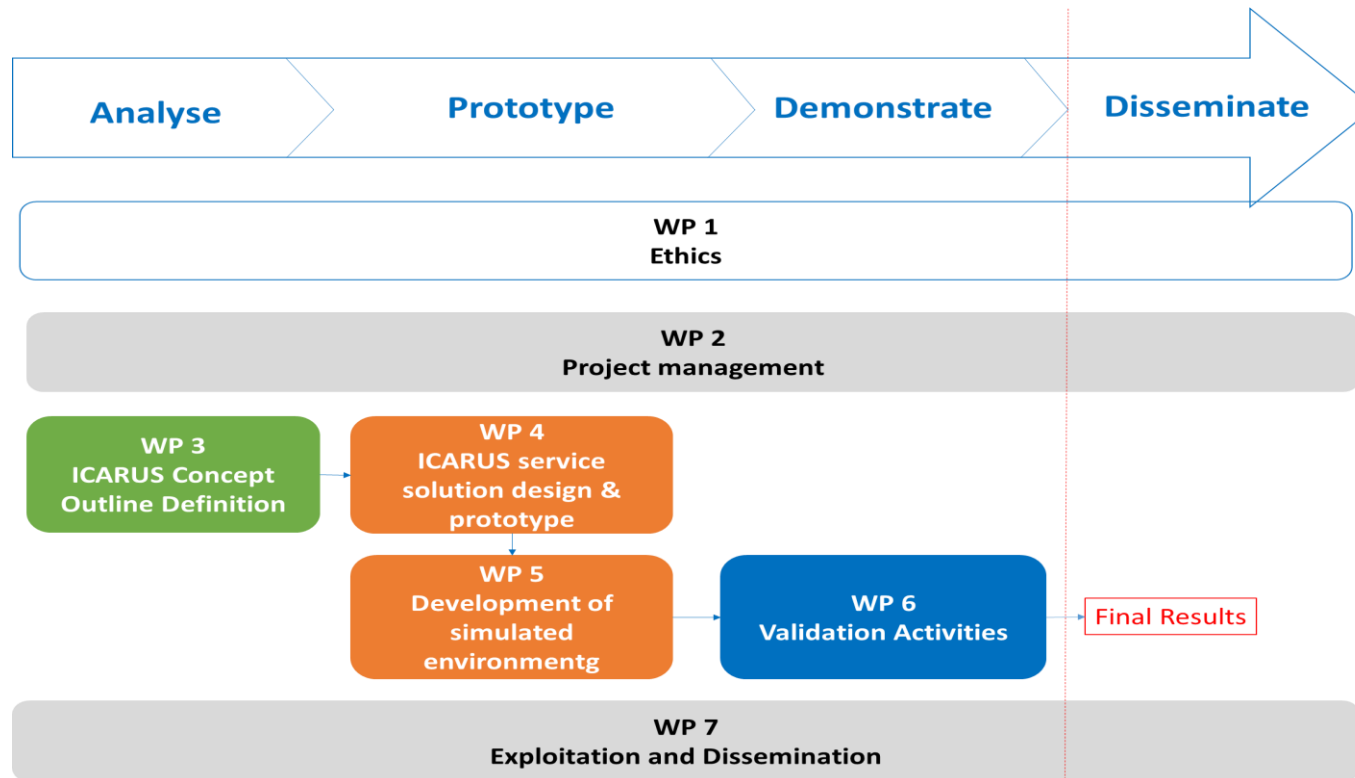 Analyse
Prototype
Demonstrate
Disseminate
WP 1
Ethics
WP 2
Project management
WP 3
ICARUS Concept
Outline Definition
WP 4
ICARUS service
solution design &
prototype
WP 5
Development of
simulated
environmentg
WP 6
Validation Activities
Final Results
WP 7
Exploitation and Dissemination